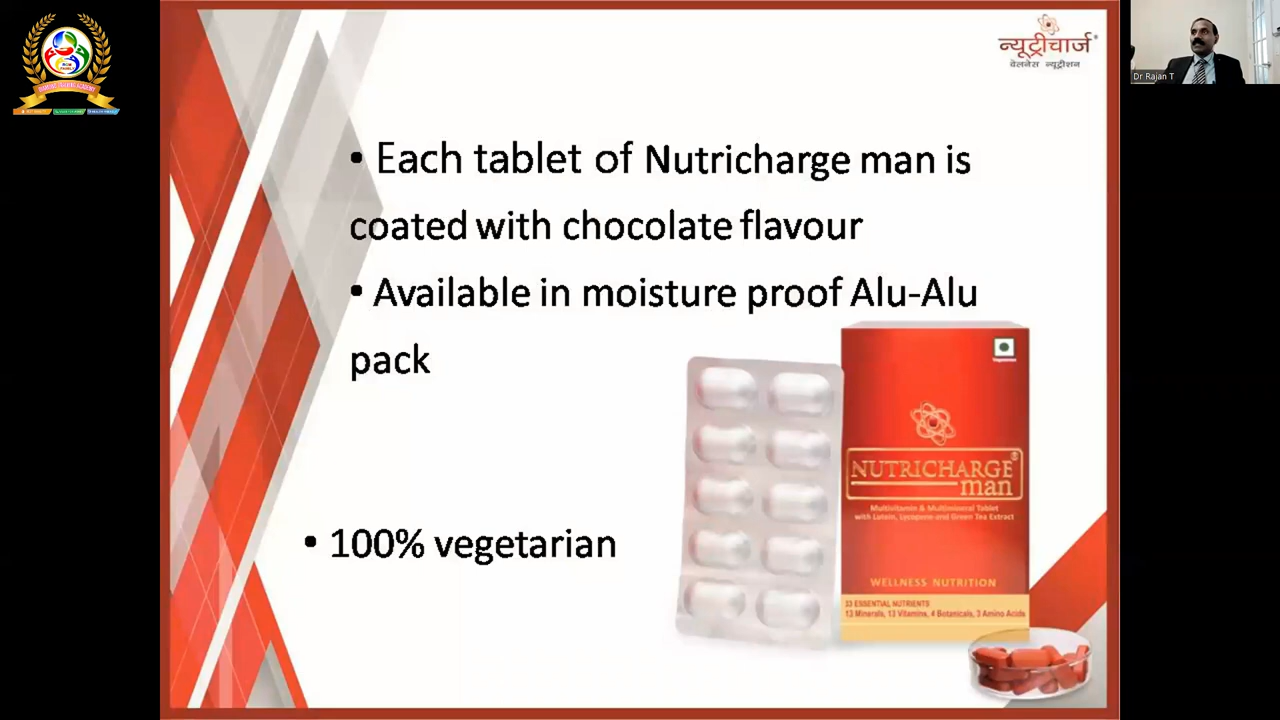 न्यूट्रीचार्ज®
वेलनेस न्यूट्रीशन
Dr Rajan T
• Each tablet of Nutricharge man is
coated with chocolate flavour
• Available in moisture proof Alu-Alu
pack
• 100% vegetarian
NUTRICHARGE®
man
Multivitamin & Multimineral Tablet
with Lutein, Lycopene and Green Tea Extract
WELLNESS NUTRITION
33 ESSENTIAL NUTRIENTS
13 Minerals, 13 Vitamins, 4 Botanicals, 3 Amino Acids